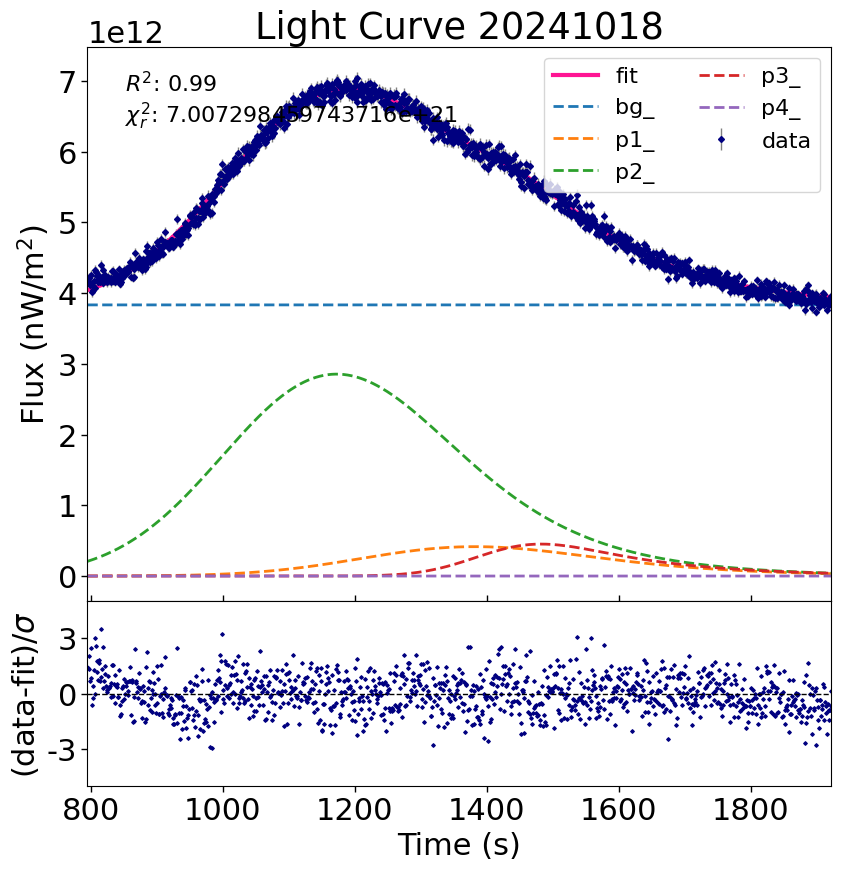 Light Curve 20241018
1e12
R²: 0.99
χ²ᵣ: 7.007298459743716e+21
fit
bg_
p1_
p2_
p3_
p4_
data
7
6
5
4
3
2
1
0
Flux (nW/m²)
3
0
-3
(data-fit)/σ
800 1000 1200 1400 1600 1800
Time (s)